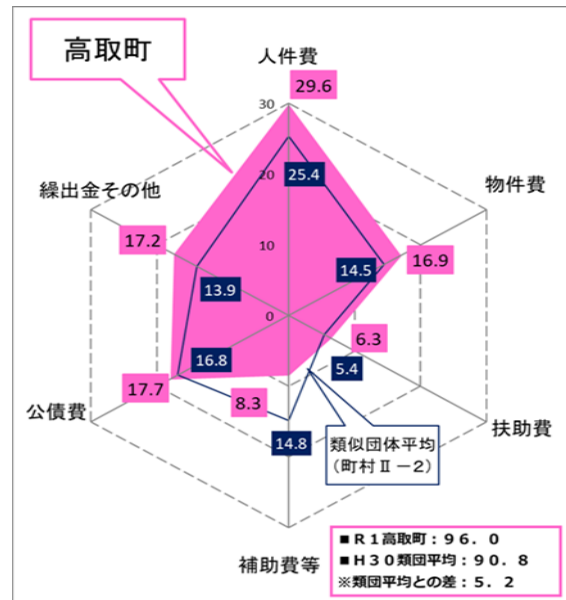 高取町
人件費
29.6
30
25.4
20
繰出金その他
物件費
17.2
10
14.5
16.9
13.9
0
6.3
16.8
5.4
17.7
8.3
公債費
扶助費
14.8
類似団体平均
(町村Ⅱ－2)
補助費等
■R１高取町：９６．０
■H30類団平均：９０．８
※類団平均との差：５．２